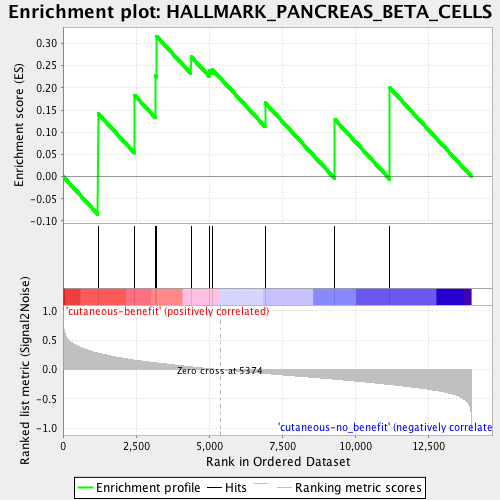 Enrichment plot: HALLMARK_PANCREAS_BETA_CELLS
Enrichment score (ES)
0.30
0.25
0.20
0.15
0.10
0.05
0.00
-0.05
-0.10
'cutaneous-benefit' (positively correlated)
Ranked list metric (Signal2Noise)
1.0
0.5
0.0
-0.5
-1.0
Zero cross at 5374
'cutaneous-no_benefit' (negatively correlate
0
2,500
5,000
7,500
10,000
12,500
Rank in Ordered Dataset
Enrichment profile
Hits
Ranking metric scores